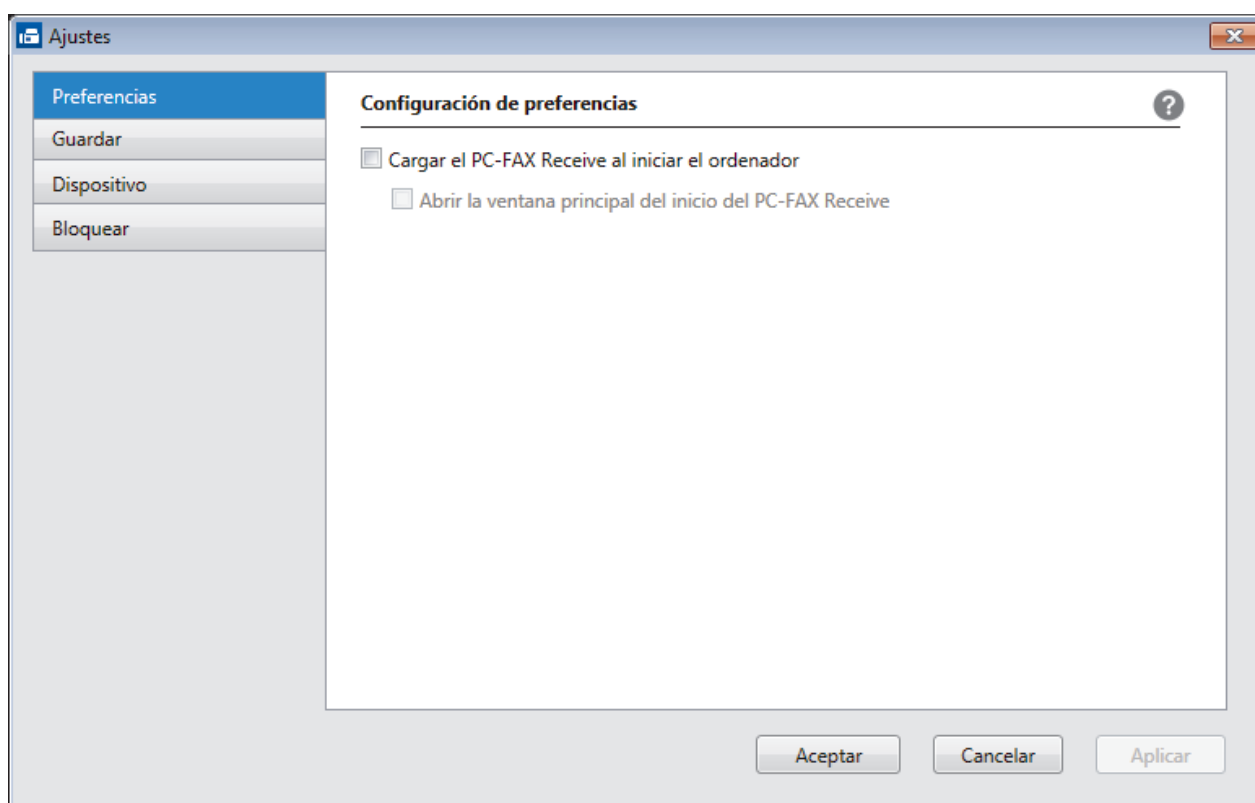 Ajustes
Preferencias
Guardar
Dispositivo
Bloquear
Configuración de preferencias
?
Cargar el PC-FAX Receive al iniciar el ordenador
Abrir la ventana principal del inicio del PC-FAX Receive
Aceptar
Cancelar
Aplicar